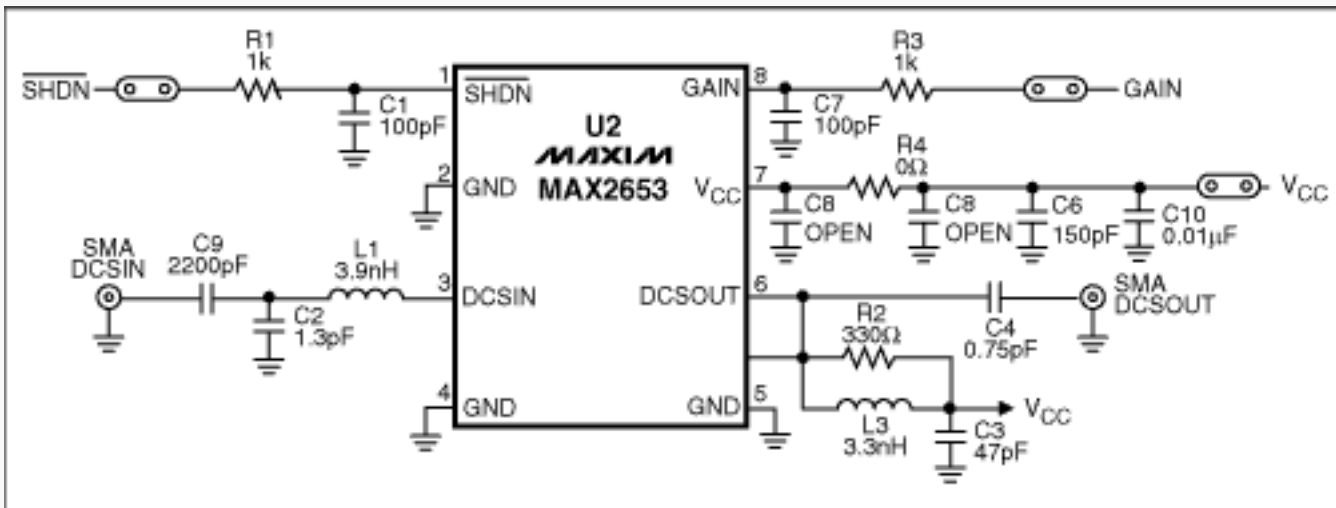 SHDN
R1
1k
C1
100pF
1
SHDN
2
GND
SMA
DCSIN
C9
2200pF
C2
1.3pF
L1
3.9nH
3
DCSIN
4
GND
U2
MAXIM
MAX2653
GAIN
8
C7
100pF
R3
1k
GAIN
VCC
7
C8
OPEN
R4
0Ω
C8
OPEN
C6
150pF
C10
0.01µF
VCC
DCSOUT
6
C4
0.75pF
SMA
DCSOUT
R2
330Ω
GND
5
L3
3.3nH
VCC
C3
47pF